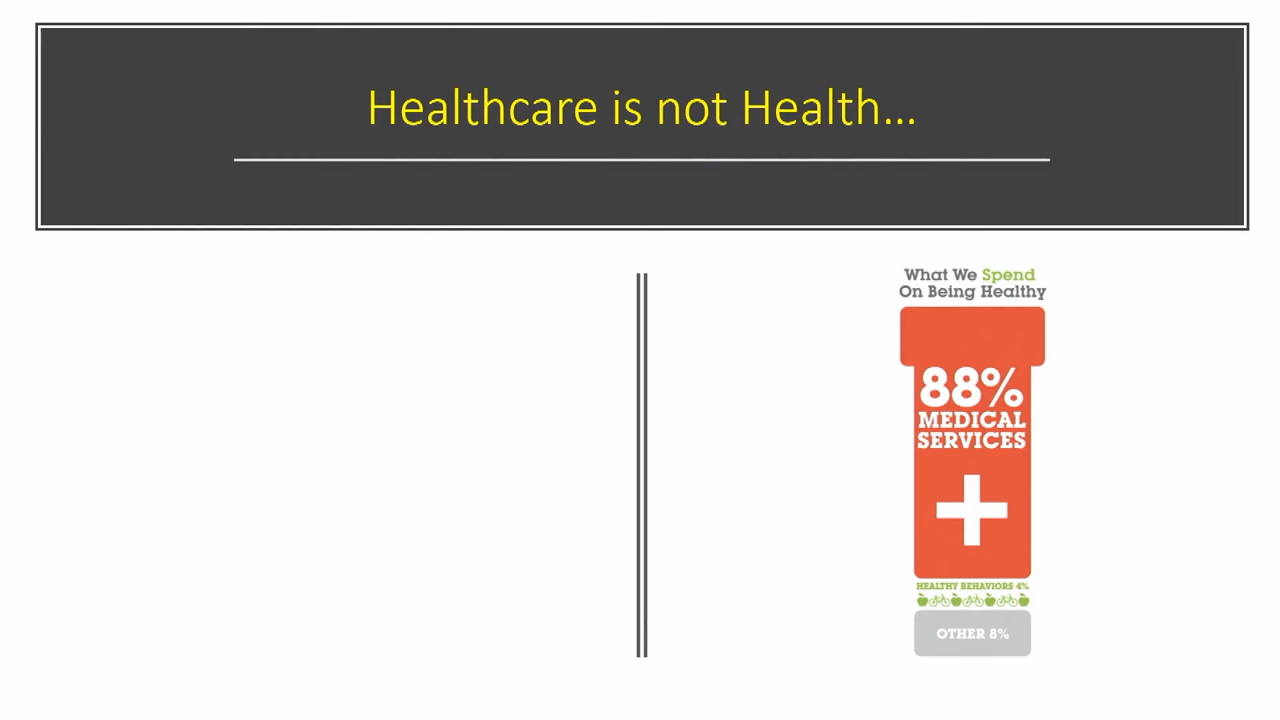 Healthcare is not Health...
What We Spend
On Being Healthy
88%
MEDICAL
SERVICES
HEALTHY BEHAVIORS 4%
OTHER 8%